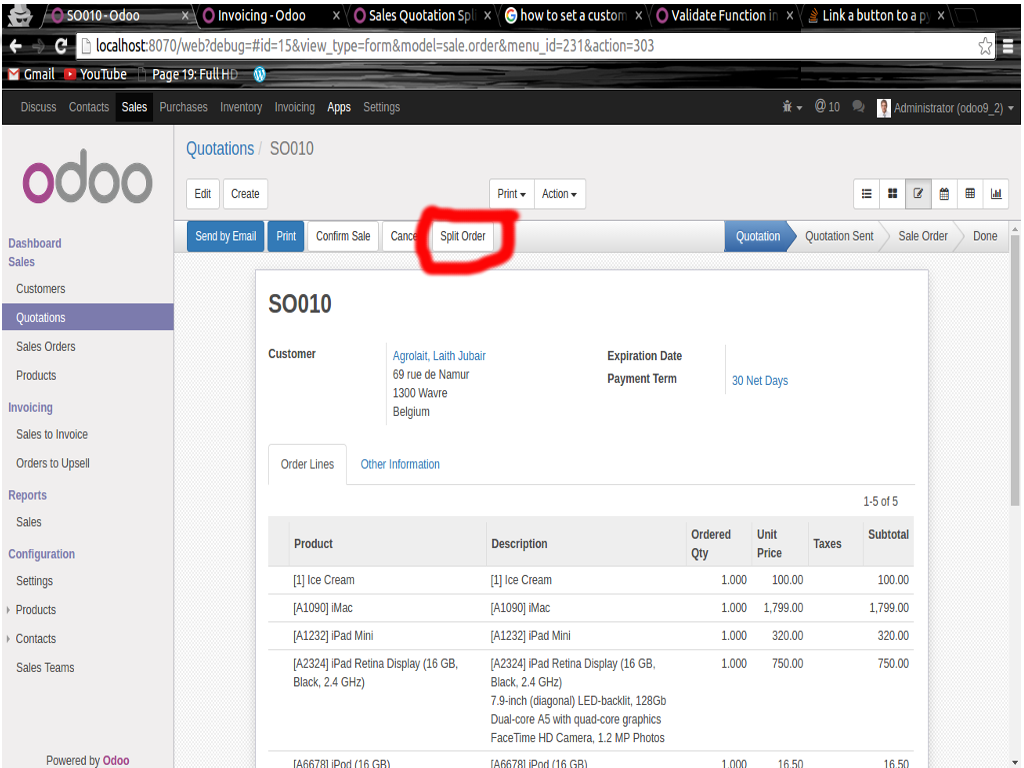 SO010 - Odoo
Invoicing - Odoo
Sales Quotation Spl
how to set a custom
Validate Function in
Link a button to a py
localhost:8070/web?debug=#id=15&view_type=form&model=sale.order&menu_id=231&action=303
Gmail YouTube Page 19: Full HD
Discuss Contacts Sales Purchases Inventory Invoicing Apps Settings @ 10 Administrator (odoo9_2)
odoo
Quotations / SO010
Edit Create Print Action
Send by Email Print Confirm Sale Cance Split Order Quotation Quotation Sent Sale Order Done
Dashboard
Sales
Customers
Quotations
Sales Orders
Products
Invoicing
Sales to Invoice
Orders to Upsell
Reports
Sales
Configuration
Settings
Products
Contacts
Sales Teams
Powered by Odoo
SO010
Customer Agrolait, Laith Jubair
69 rue de Namur
1300 Wavre
Belgium
Expiration Date
Payment Term 30 Net Days
Order Lines Other Information
1-5 of 5
Product Description Ordered Qty Unit Price Taxes Subtotal
[1] Ice Cream [1] Ice Cream 1.000 100.00 100.00
[A1090] iMac [A1090] iMac 1.000 1,799.00 1,799.00
[A1232] iPad Mini [A1232] iPad Mini 1.000 320.00 320.00
[A2324] iPad Retina Display (16 GB, [A2324] iPad Retina Display (16 GB, 1.000 750.00 750.00
Black, 2.4 GHz) Black, 2.4 GHz)
7.9-inch (diagonal) LED-backlit, 128Gb
Dual-core A5 with quad-core graphics
FaceTime HD Camera, 1.2 MP Photos
[A6678] iPod (16 GB) [A6678] iPod (16 GB) 1.000 16.50 16.50